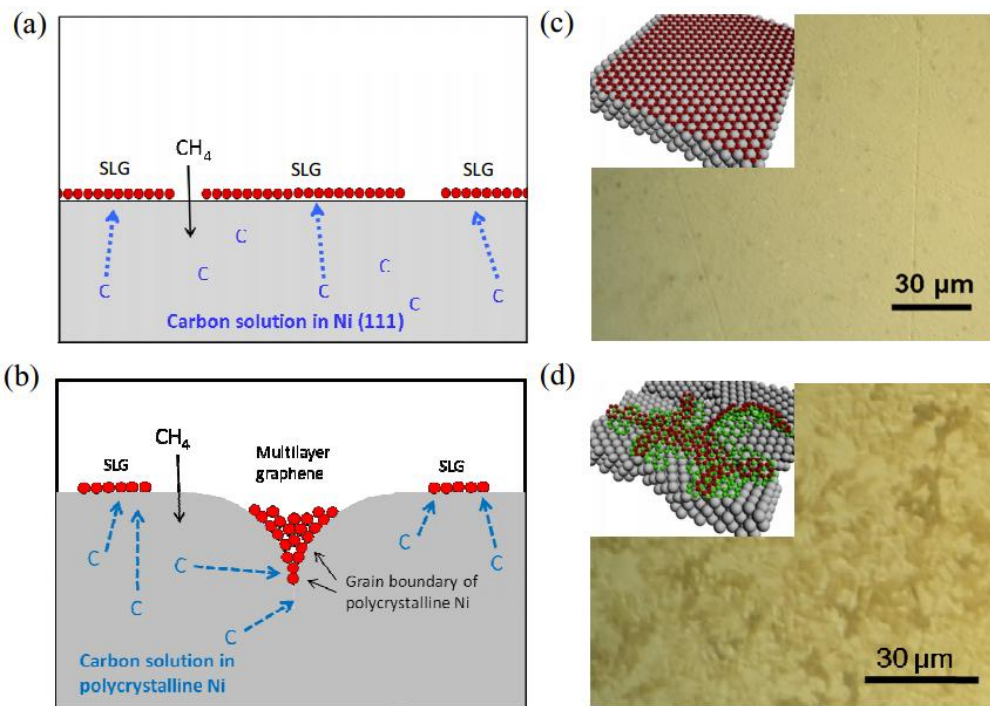 (a)
SLG
CH4
SLG
SLG
C
C
C
C
C
C
C
Carbon solution in Ni (111)
(b)
CH4
SLG
Multilayer
graphene
SLG
C
C
C
C
C
Grain boundary of
polycrystalline Ni
Carbon solution in
polycrystalline Ni
(c)
30 µm
(d)
30 µm